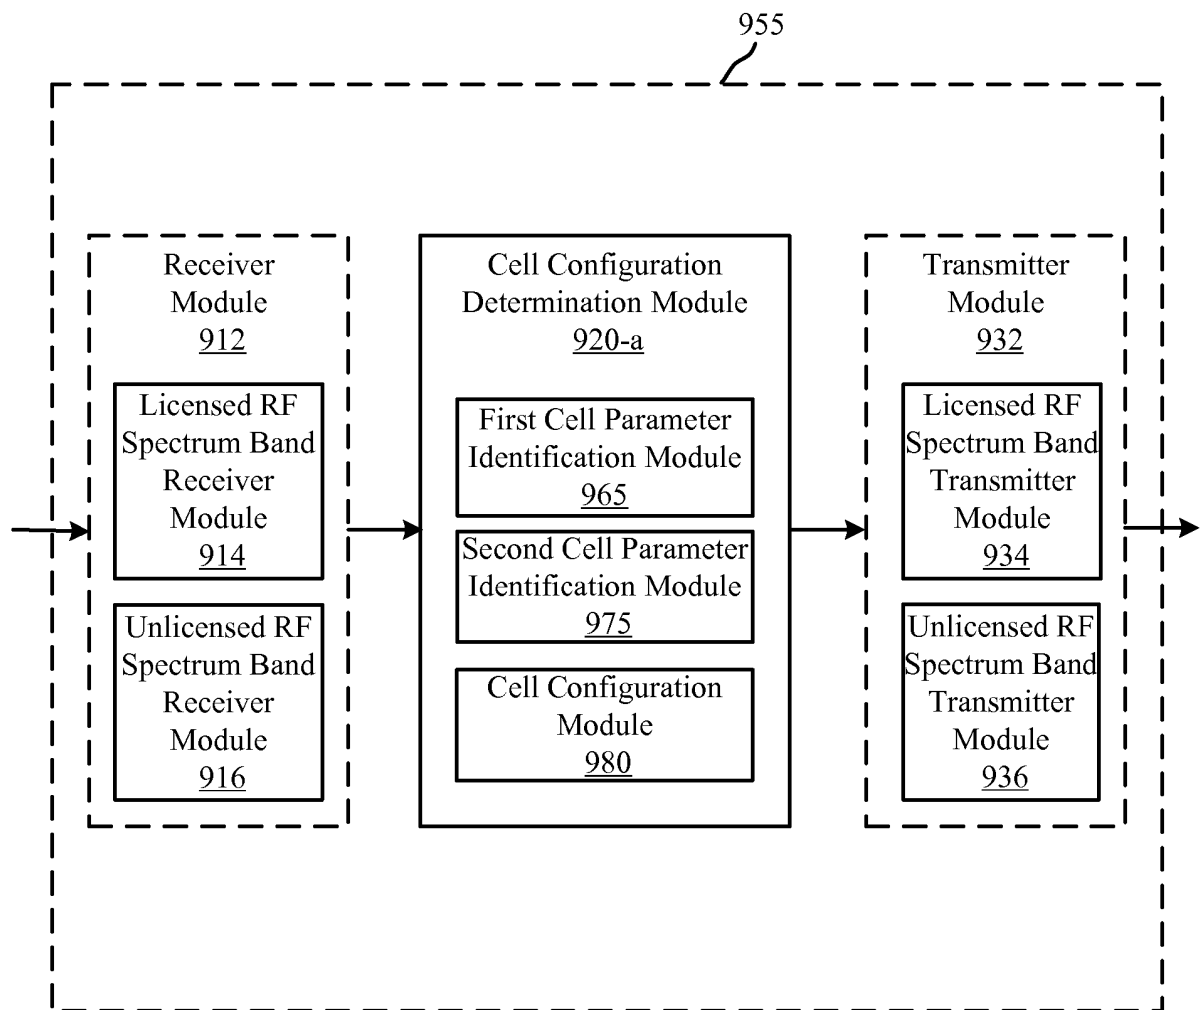 955
Receiver
Module
912
Licensed RF
Spectrum Band
Receiver
Module
914
Unlicensed RF
Spectrum Band
Receiver
Module
916
Cell Configuration
Determination Module
920-a
First Cell Parameter
Identification Module
965
Second Cell Parameter
Identification Module
975
Cell Configuration
Module
980
Transmitter
Module
932
Licensed RF
Spectrum Band
Transmitter
Module
934
Unlicensed RF
Spectrum Band
Transmitter
Module
936